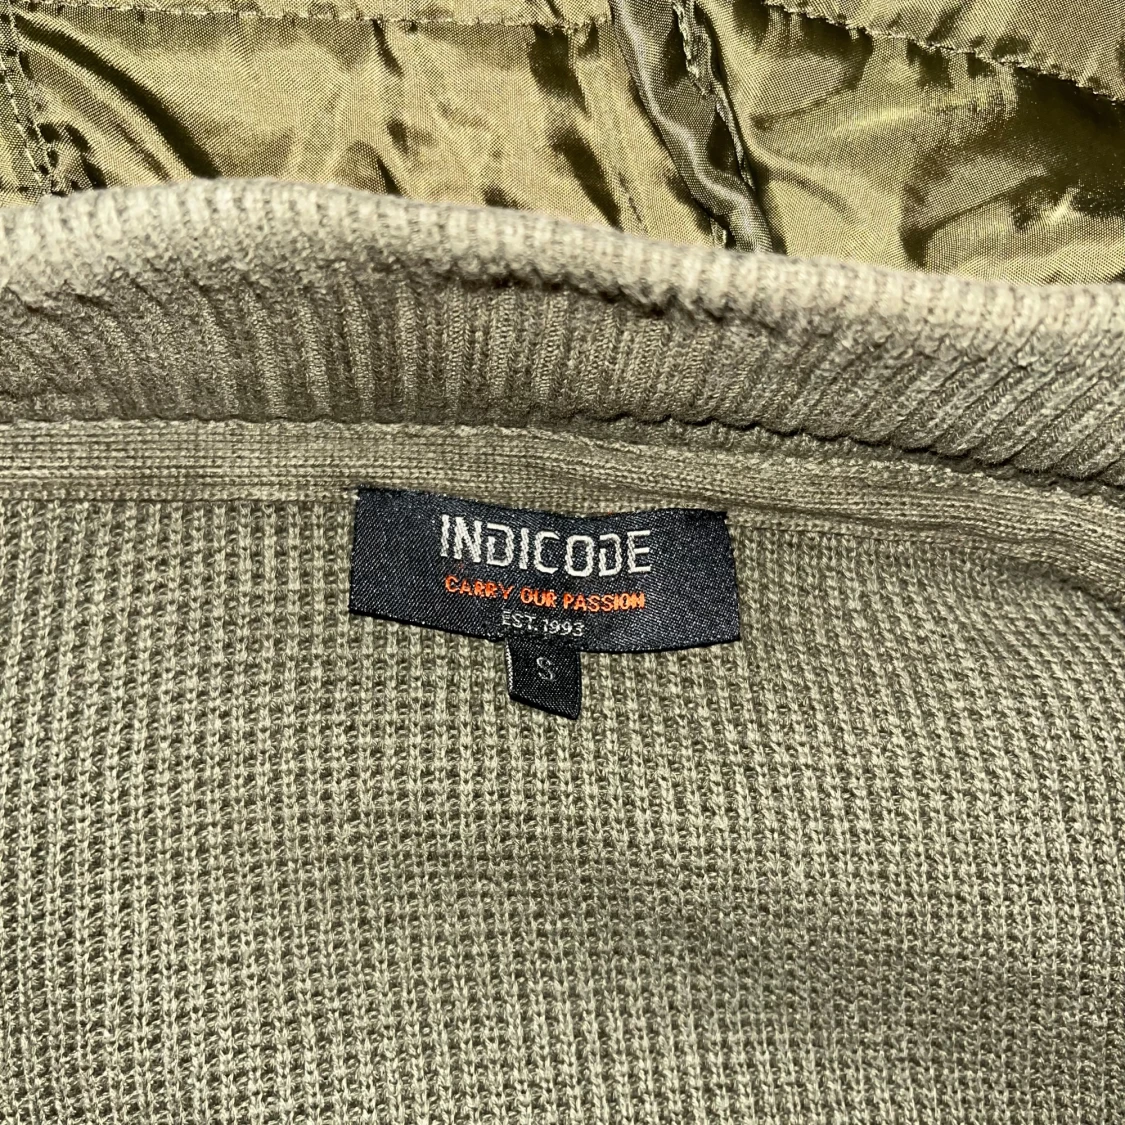 INDICODE
CARRY OUR PASSION
EST. 1993
S